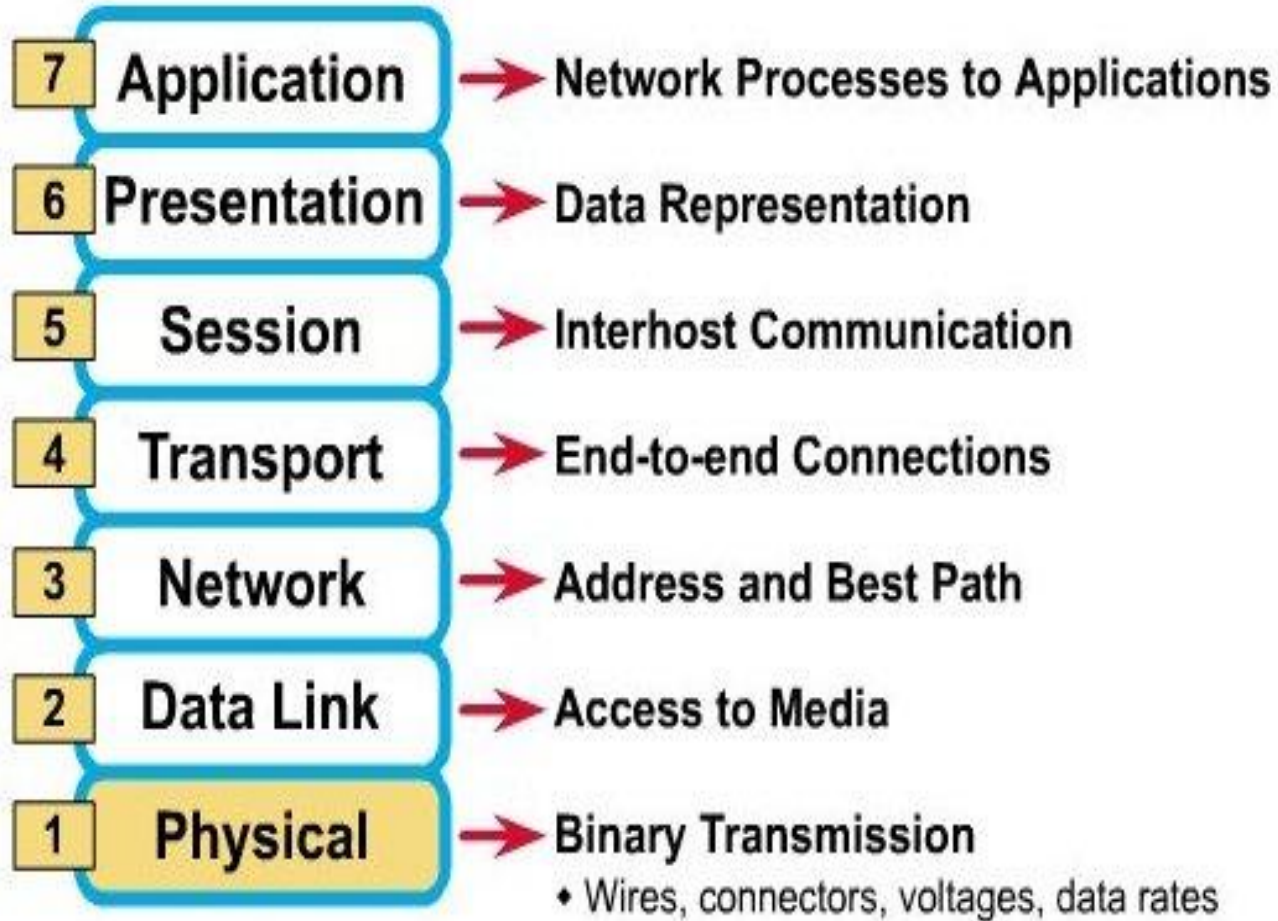 7 Application Network Processes to Applications
6 Presentation Data Representation
5 Session Interhost Communication
4 Transport End-to-end Connections
3 Network Address and Best Path
2 Data Link Access to Media
1 Physical Binary Transmission
• Wires, connectors, voltages, data rates